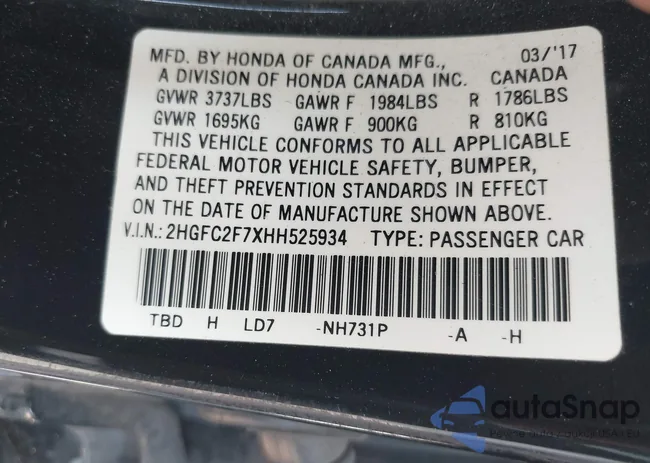 MFD. BY HONDA OF CANADA MFG., 03/'17
A DIVISION OF HONDA CANADA INC. CANADA
GVWR 3737LBS GAWR F 1984LBS R 1786LBS
GVWR 1695KG GAWR F 900KG R 810KG
THIS VEHICLE CONFORMS TO ALL APPLICABLE
FEDERAL MOTOR VEHICLE SAFETY, BUMPER,
AND THEFT PREVENTION STANDARDS IN EFFECT
ON THE DATE OF MANUFACTURE SHOWN ABOVE.
V.I.N.: 2HGFC2F7XHH525934 TYPE: PASSENGER CAR
TBD H LD7 -NH731P -A -H
autoSnap